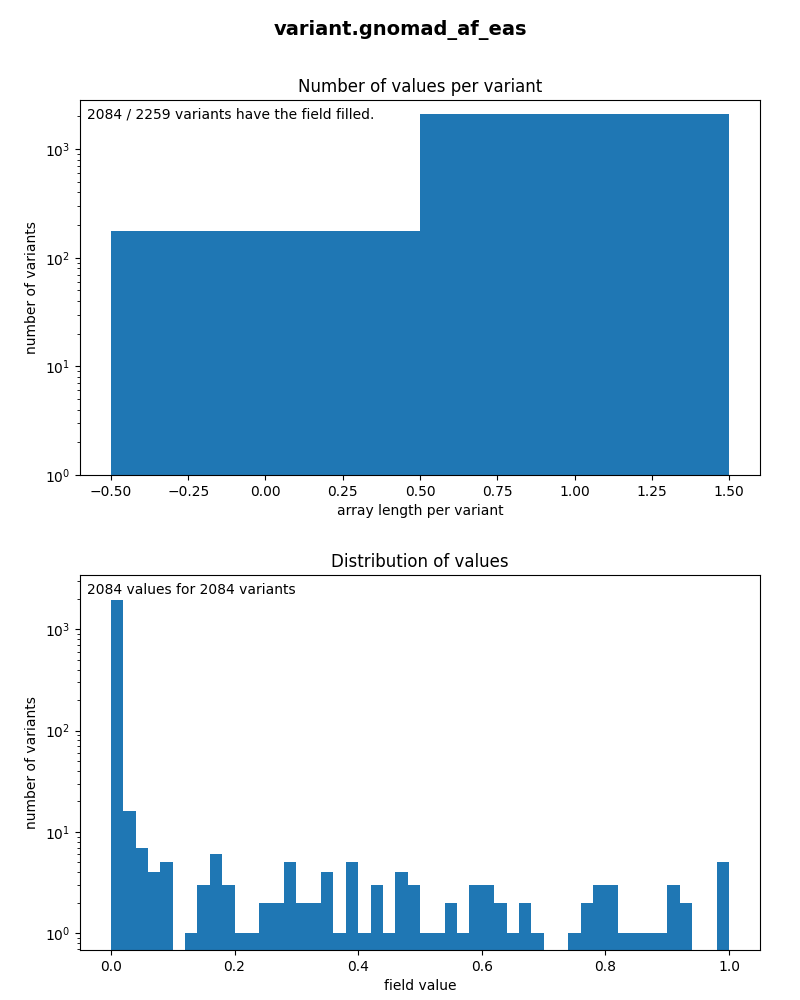 variant.gnomad_af_eas
Number of values per variant
2084 / 2259 variants have the field filled.
10³
10²
10¹
10⁰
number of variants
−0.50 −0.25 0.00 0.25 0.50 0.75 1.00 1.25 1.50
array length per variant
Distribution of values
2084 values for 2084 variants
10³
10²
10¹
10⁰
number of variants
0.0 0.2 0.4 0.6 0.8 1.0
field value